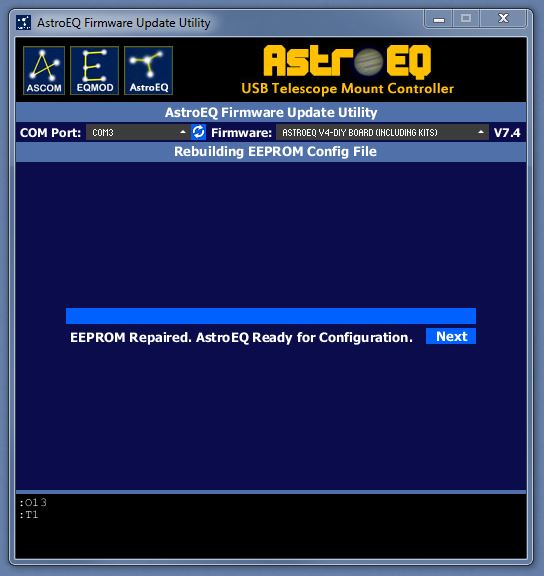 AstroEQ Firmware Update Utility
ASCOM EQMOD AstroEQ
Astr EQ
USB Telescope Mount Controller
AstroEQ Firmware Update Utility
COM Port: COM3 Firmware: ASTROEQ V4-DIY BOARD (INCLUDING KITS) V7.4
Rebuilding EEPROM Config File
EEPROM Repaired. AstroEQ Ready for Configuration. Next
:O13
:T1